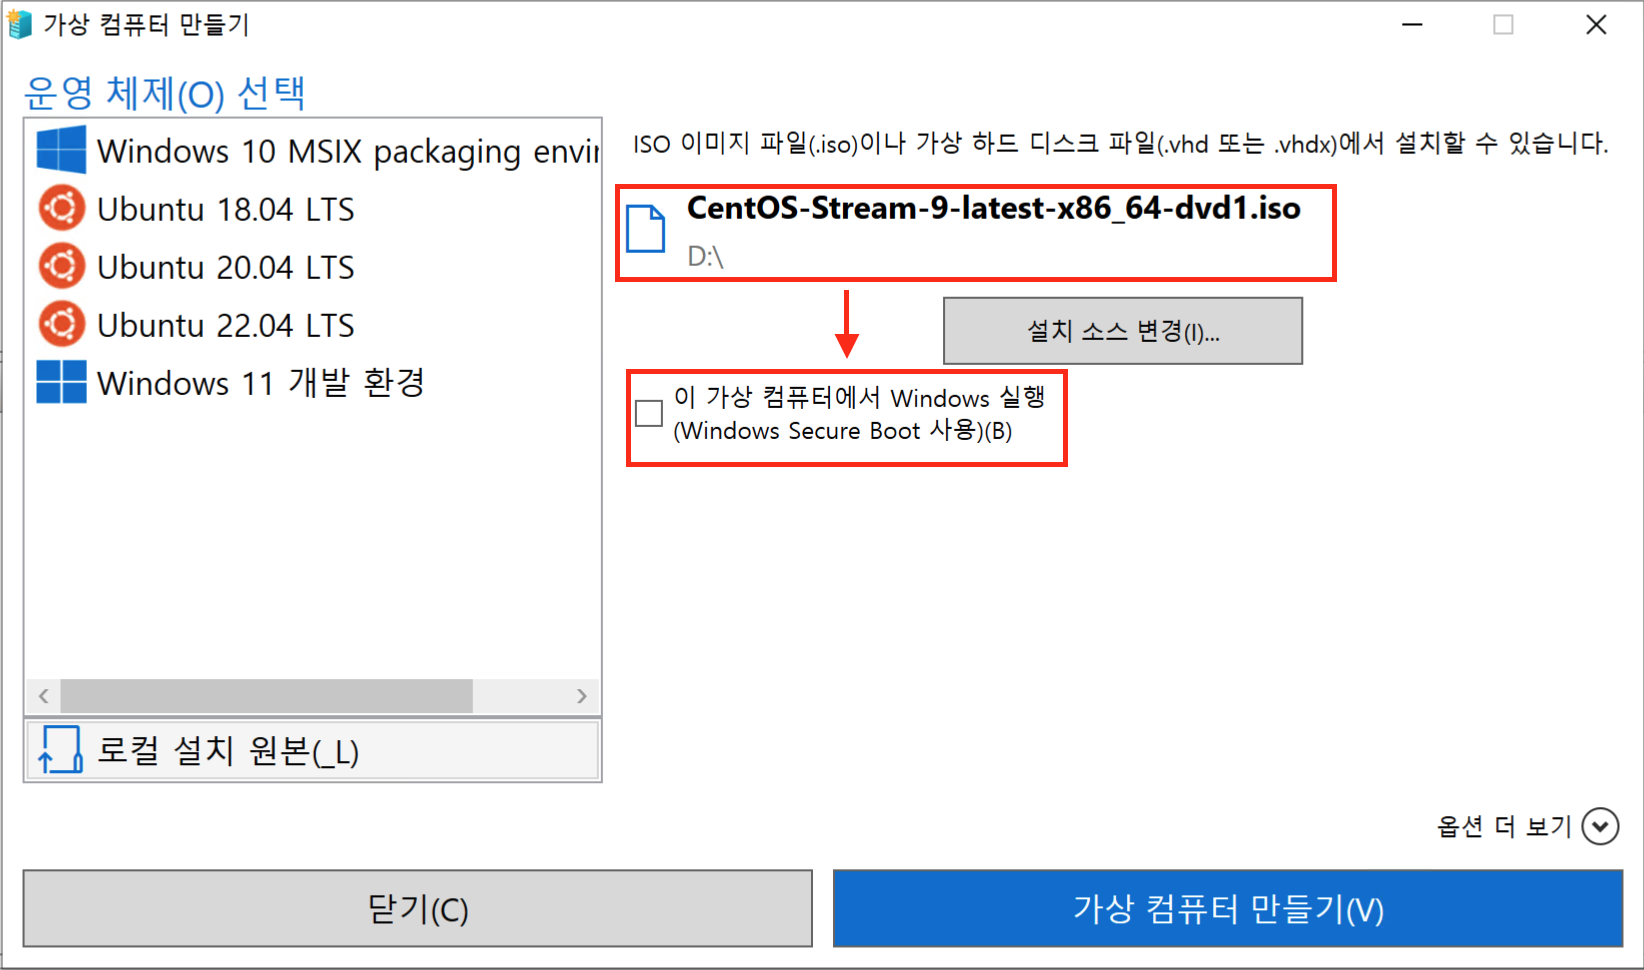 가상 컴퓨터 만들기
운영 체제(O) 선택
Windows 10 MSIX packaging envir
Ubuntu 18.04 LTS
Ubuntu 20.04 LTS
Ubuntu 22.04 LTS
Windows 11 개발 환경
로컬 설치 원본(_L)
ISO 이미지 파일(.iso)이나 가상 하드 디스크 파일(.vhd 또는 .vhdx)에서 설치할 수 있습니다.
CentOS-Stream-9-latest-x86_64-dvd1.iso
D:\
설치 소스 변경(I)...
이 가상 컴퓨터에서 Windows 실행
(Windows Secure Boot 사용)(B)
옵션 더 보기
닫기(C)
가상 컴퓨터 만들기(V)